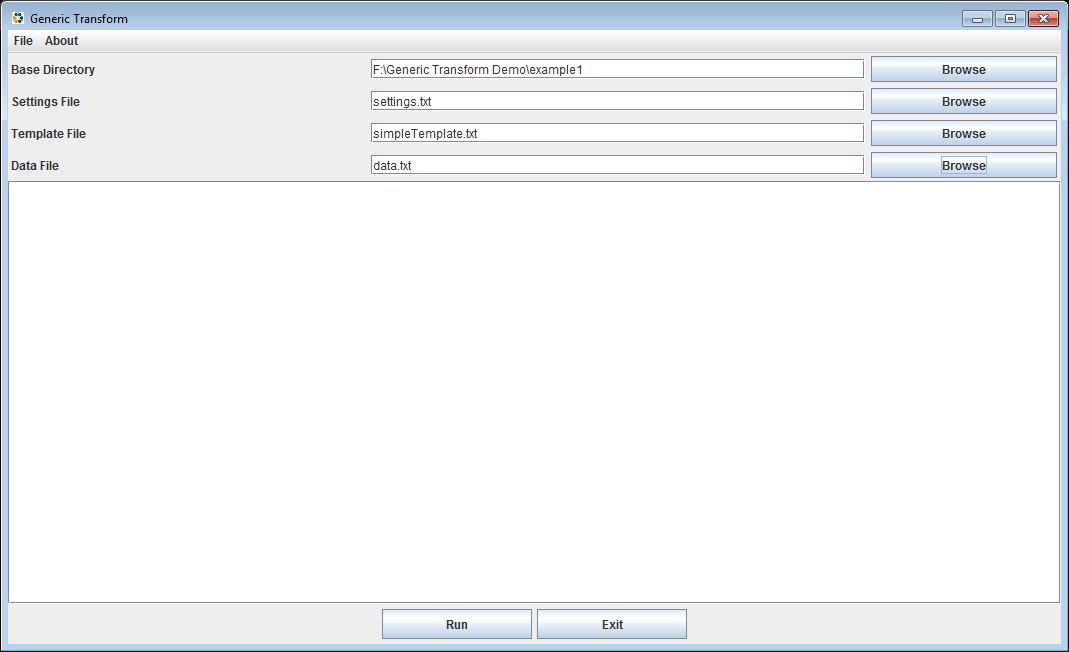 Generic Transform
File About
Base Directory F:\Generic Transform Demo\example1 Browse
Settings File settings.txt Browse
Template File simpleTemplate.txt Browse
Data File data.txt Browse
Run Exit